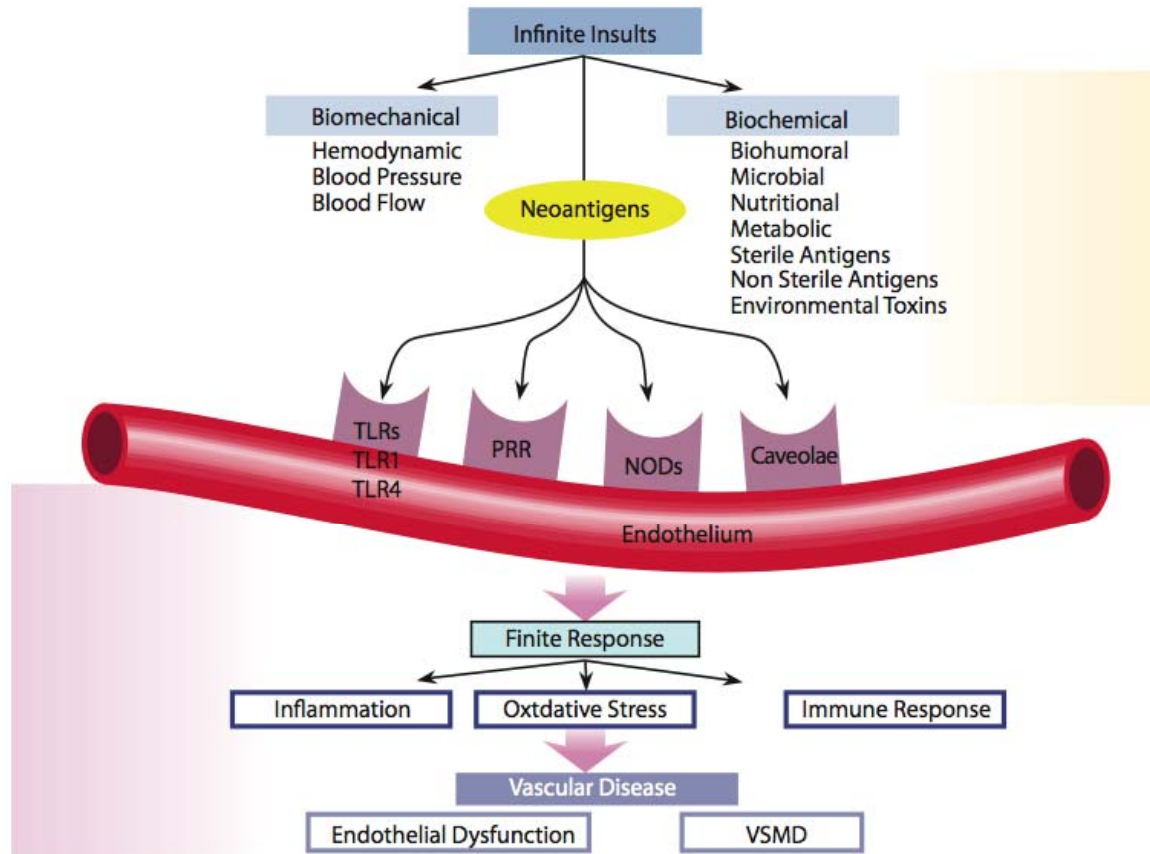 Infinite Insults
Biomechanical
Hemodynamic
Blood Pressure
Blood Flow
Biochemical
Biohumoral
Microbial
Nutritional
Metabolic
Sterile Antigens
Non Sterile Antigens
Environmental Toxins
Neoantigens
TLRs
TLR1
TLR4
PRR
NODs
Caveolae
Endothelium
Finite Response
Inflammation
Oxtdative Stress
Immune Response
Vascular Disease
Endothelial Dysfunction
VSMD